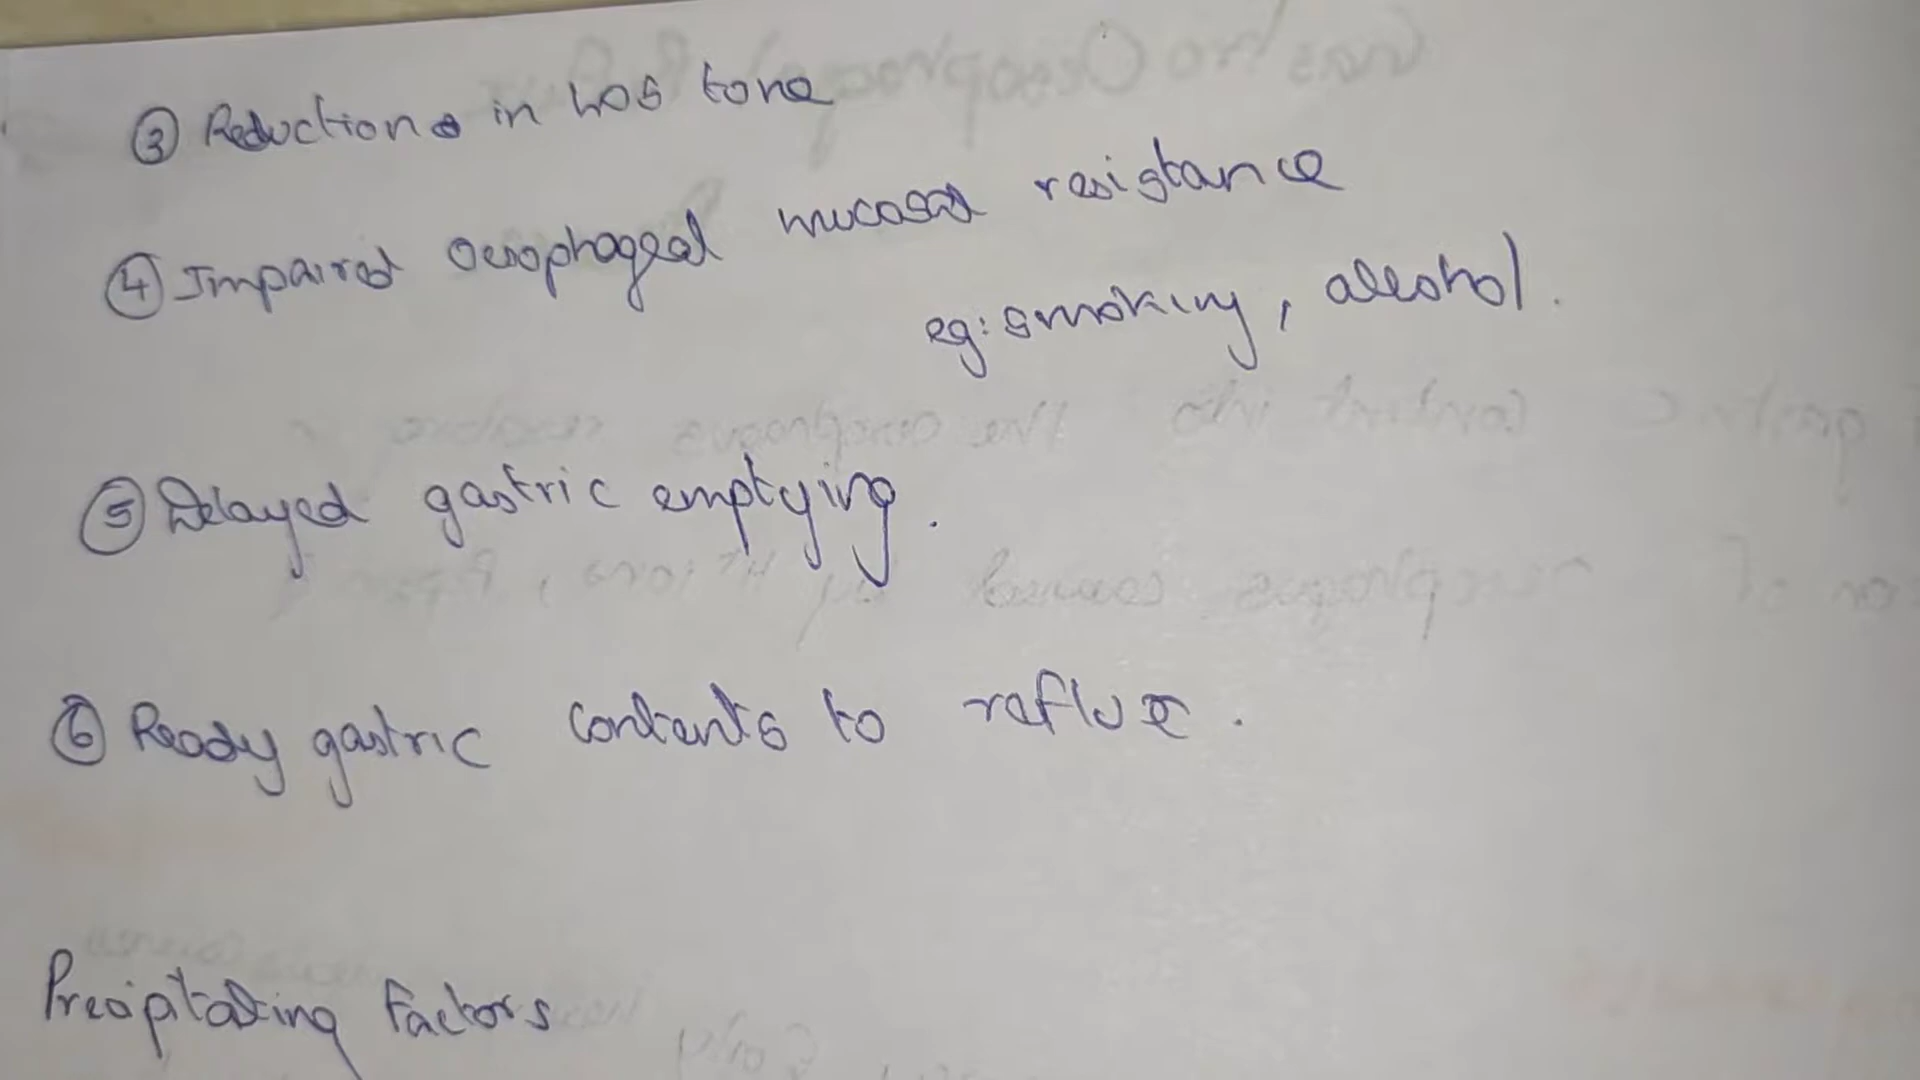 ③ Reduction in LOS tone
④ Impaired oesophageal mucosal resistance
eg: smoking, alcohol.
⑤ Delayed gastric emptying.
⑥ Ready gastric contents to reflux.
Precipitating Factors